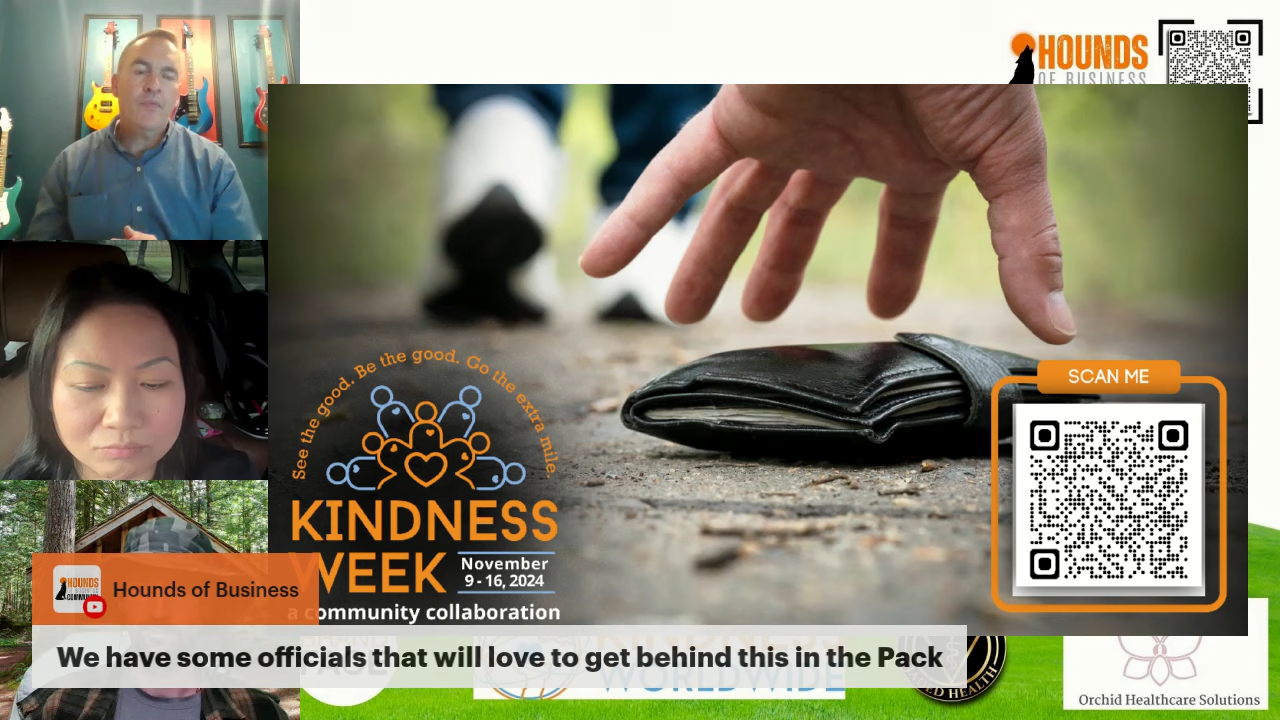 HOUNDS
OF BUSINESS
SCAN ME
See the good. Be the good. Go the extra mile.
KINDNESS
WEEK
November
9 - 16, 2024
a community collaboration
HOUNDS
Hounds of Business
We have some officials that will love to get behind this in the Pack
WORLDWIDE
HEALTH
Orchid Healthcare Solutions